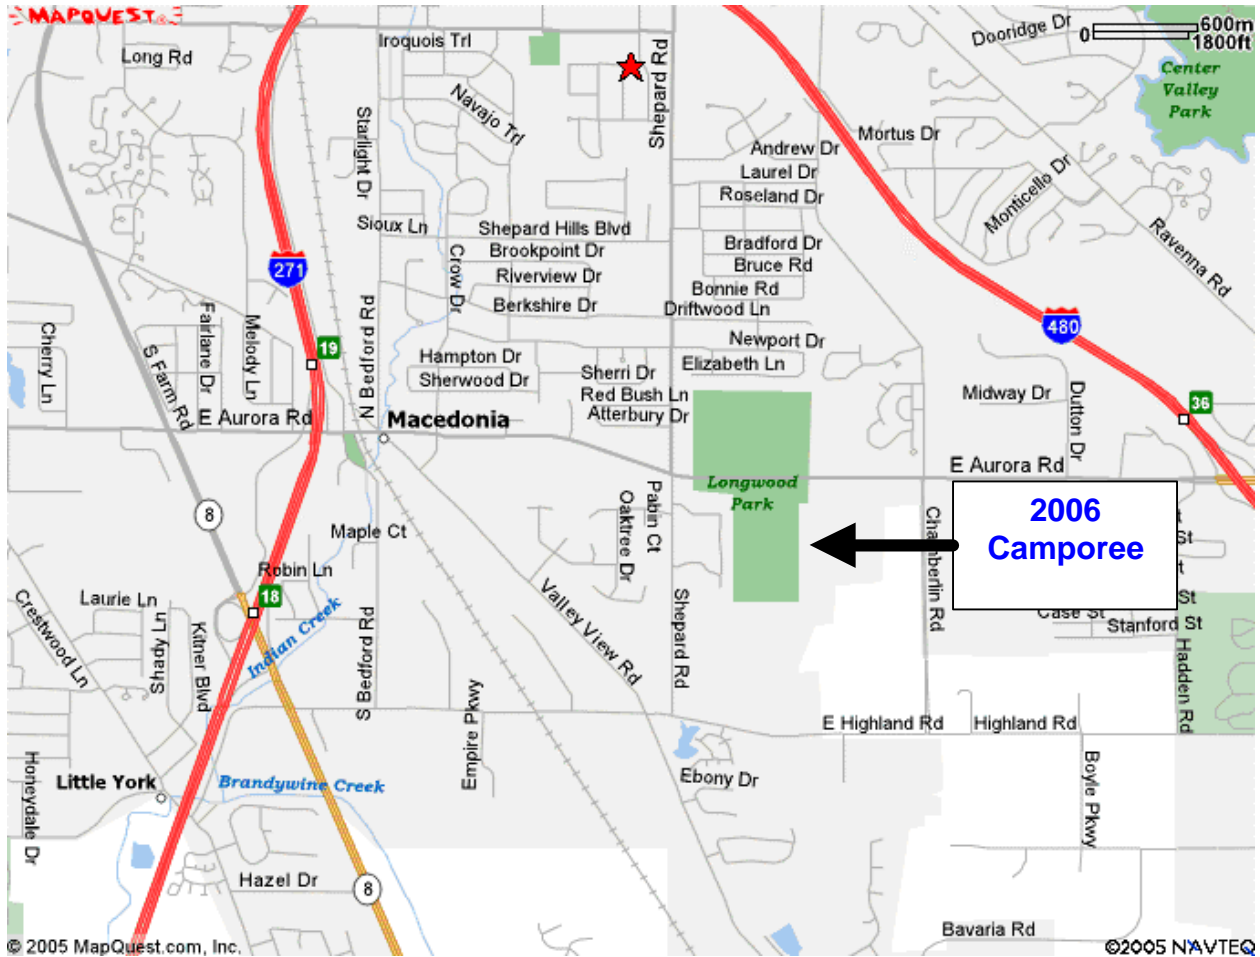 MAPQUEST
600m
0
1800ft
Dooridge Dr
Iroquois Trl
Long Rd
Shepard Rd
Center
Valley
Park
Navajo Trl
Starlight Dr
Mortus Dr
Andrew Dr
Laurel Dr
Roseland Dr
Monticello Dr
Sioux Ln
Shepard Hills Blvd
Crow Dr
Brookpoint Dr
Bradford Dr
Bruce Rd
Ravenna Rd
271
Riverview Dr
Bonnie Rd
Berkshire Dr
Driftwood Ln
N Bedford Rd
480
Fairlane Dr
Melody Ln
Cherry Ln
S Farm Rd
19
Newport Dr
Hampton Dr
Sherwood Dr
Sherri Dr
Elizabeth Ln
Red Bush Ln
Atterbury Dr
Midway Dr
Dutton Dr
36
E Aurora Rd
Macedonia
E Aurora Rd
Longwood
Park
Pabin Ct
Oaktree Dr
8
Maple Ct
2006
Camporee
Chamberlin Rd
St
St
Robin Ln
18
Laurie Ln
Crestwood Ln
Shady Ln
Kitner Blvd
Indian Creek
S Bedford Rd
Valley View Rd
Shepard Rd
Case St
Stanford St
Hadden Rd
Empire Pkwy
E Highland Rd
Highland Rd
Little York
Brandywine Creek
Ebony Dr
Boyle Pkwy
Honeydale Dr
Hazel Dr
8
Bavaria Rd
© 2005 MapQuest.com, Inc.
©2005 NAVTEQ